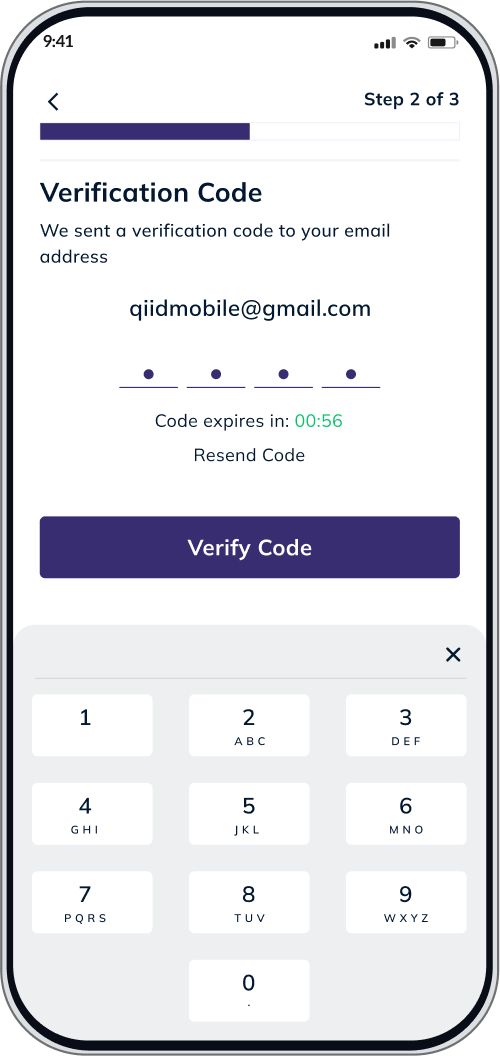 9:41
Step 2 of 3
Verification Code
We sent a verification code to your email
address
qiidmobile@gmail.com
Code expires in: 00:56
Resend Code
Verify Code
1 2 3
ABC DEF
4 5 6
GHI JKL MNO
7 8 9
PQRS TUV WXYZ
0
.